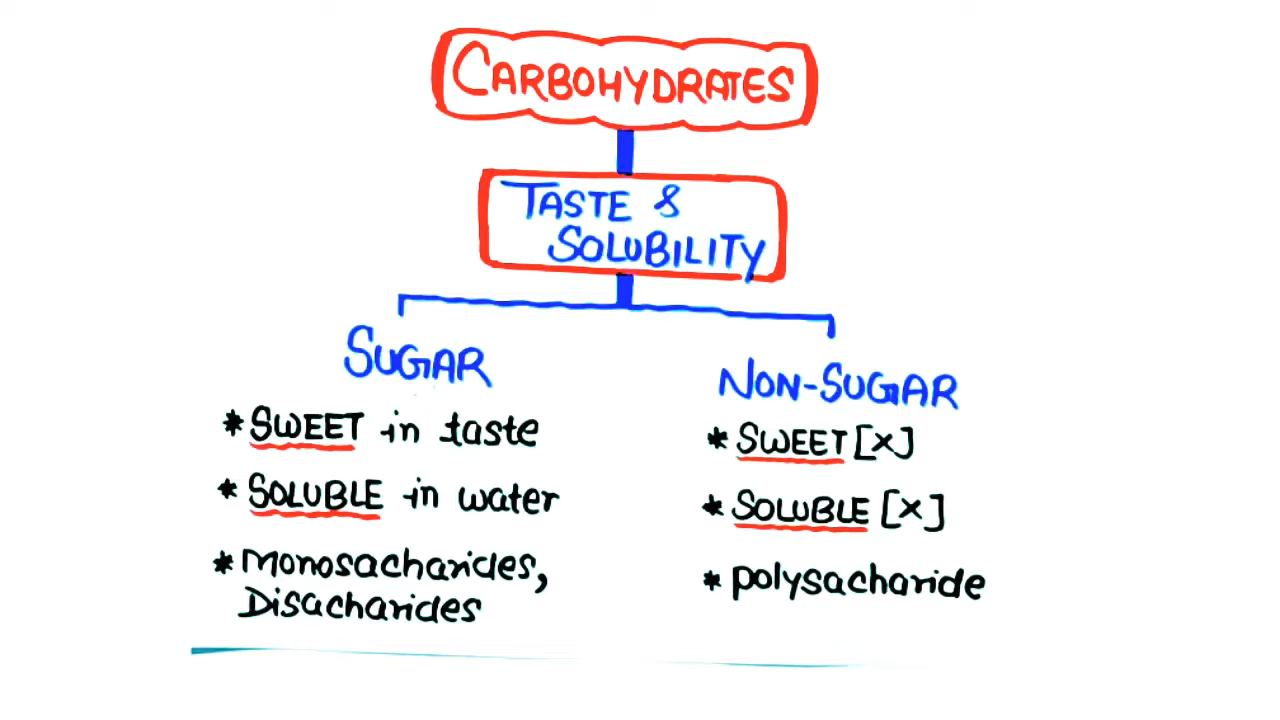 CARBOHYDRATES
TASTE &
SOLUBILITY
SUGAR
* SWEET in taste
* SOLUBLE in water
* Monosacharides,
Disacharides
NON-SUGAR
* SWEET [x]
* SOLUBLE [x]
* polysacharide